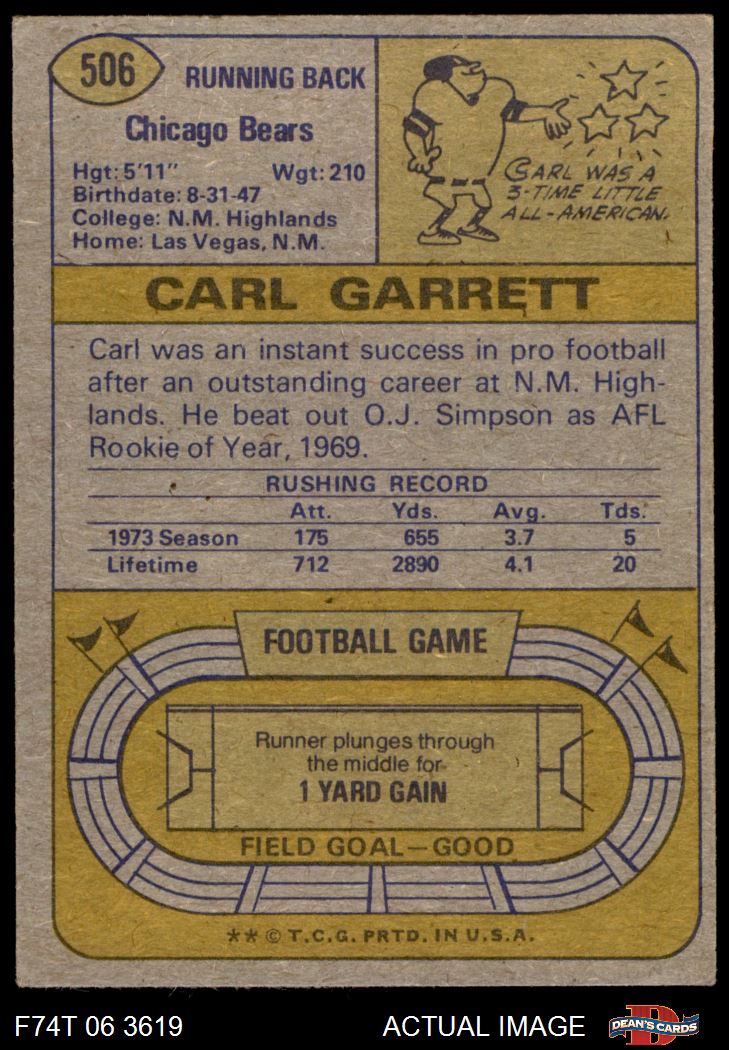 506
RUNNING BACK
Chicago Bears
Hgt: 5'11" Wgt: 210
Birthdate: 8-31-47
College: N.M. Highlands
Home: Las Vegas, N.M.
CARL WAS A
3-TIME LITTLE
ALL-AMERICAN.
CARL GARRETT
Carl was an instant success in pro football
after an outstanding career at N.M. High-
lands. He beat out O.J. Simpson as AFL
Rookie of Year, 1969.
RUSHING RECORD
Att. Yds. Avg. Tds.
1973 Season 175 655 3.7 5
Lifetime 712 2890 4.1 20
FOOTBALL GAME
Runner plunges through
the middle for
1 YARD GAIN
FIELD GOAL—GOOD
** © T.C.G. PRTD. IN U.S.A.
F74T 06 3619 ACTUAL IMAGE
D
DEAN'S CARDS